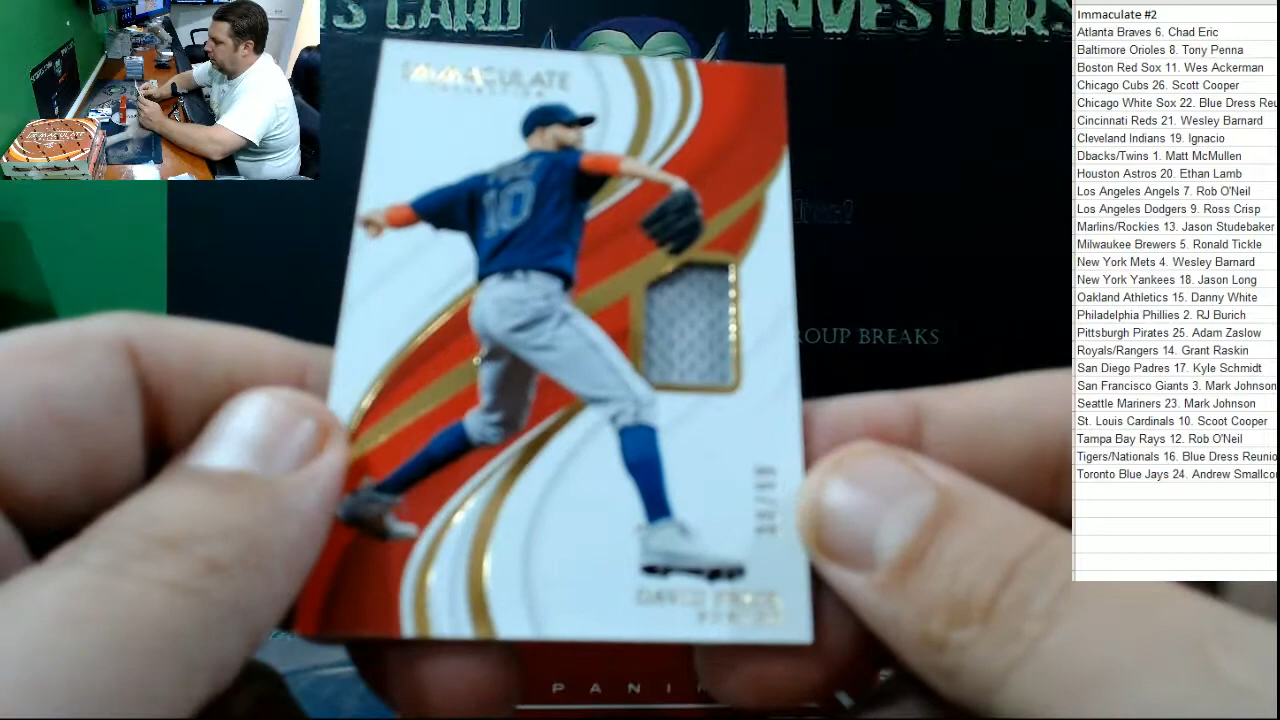 S CARD INVESTORS
IMMACULATE
COLLECTION
10
GROUP BREAKS
DAVID PRICE
PANINI
IMMACULATE
Immaculate #2
Atlanta Braves 6. Chad Eric
Baltimore Orioles 8. Tony Penna
Boston Red Sox 11. Wes Ackerman
Chicago Cubs 26. Scott Cooper
Chicago White Sox 22. Blue Dress Reu
Cincinnati Reds 21. Wesley Barnard
Cleveland Indians 19. Ignacio
Dbacks/Twins 1. Matt McMullen
Houston Astros 20. Ethan Lamb
Los Angeles Angels 7. Rob O'Neil
Los Angeles Dodgers 9. Ross Crisp
Marlins/Rockies 13. Jason Studebaker
Milwaukee Brewers 5. Ronald Tickle
New York Mets 4. Wesley Barnard
New York Yankees 18. Jason Long
Oakland Athletics 15. Danny White
Philadelphia Phillies 2. RJ Burich
Pittsburgh Pirates 25. Adam Zaslow
Royals/Rangers 14. Grant Raskin
San Diego Padres 17. Kyle Schmidt
San Francisco Giants 3. Mark Johnson
Seattle Mariners 23. Mark Johnson
St. Louis Cardinals 10. Scoot Cooper
Tampa Bay Rays 12. Rob O'Neil
Tigers/Nationals 16. Blue Dress Reunio
Toronto Blue Jays 24. Andrew Smallco